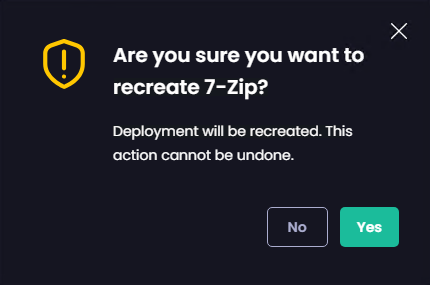 Are you sure you want to
recreate 7-Zip?
Deployment will be recreated. This
action cannot be undone.
No
Yes